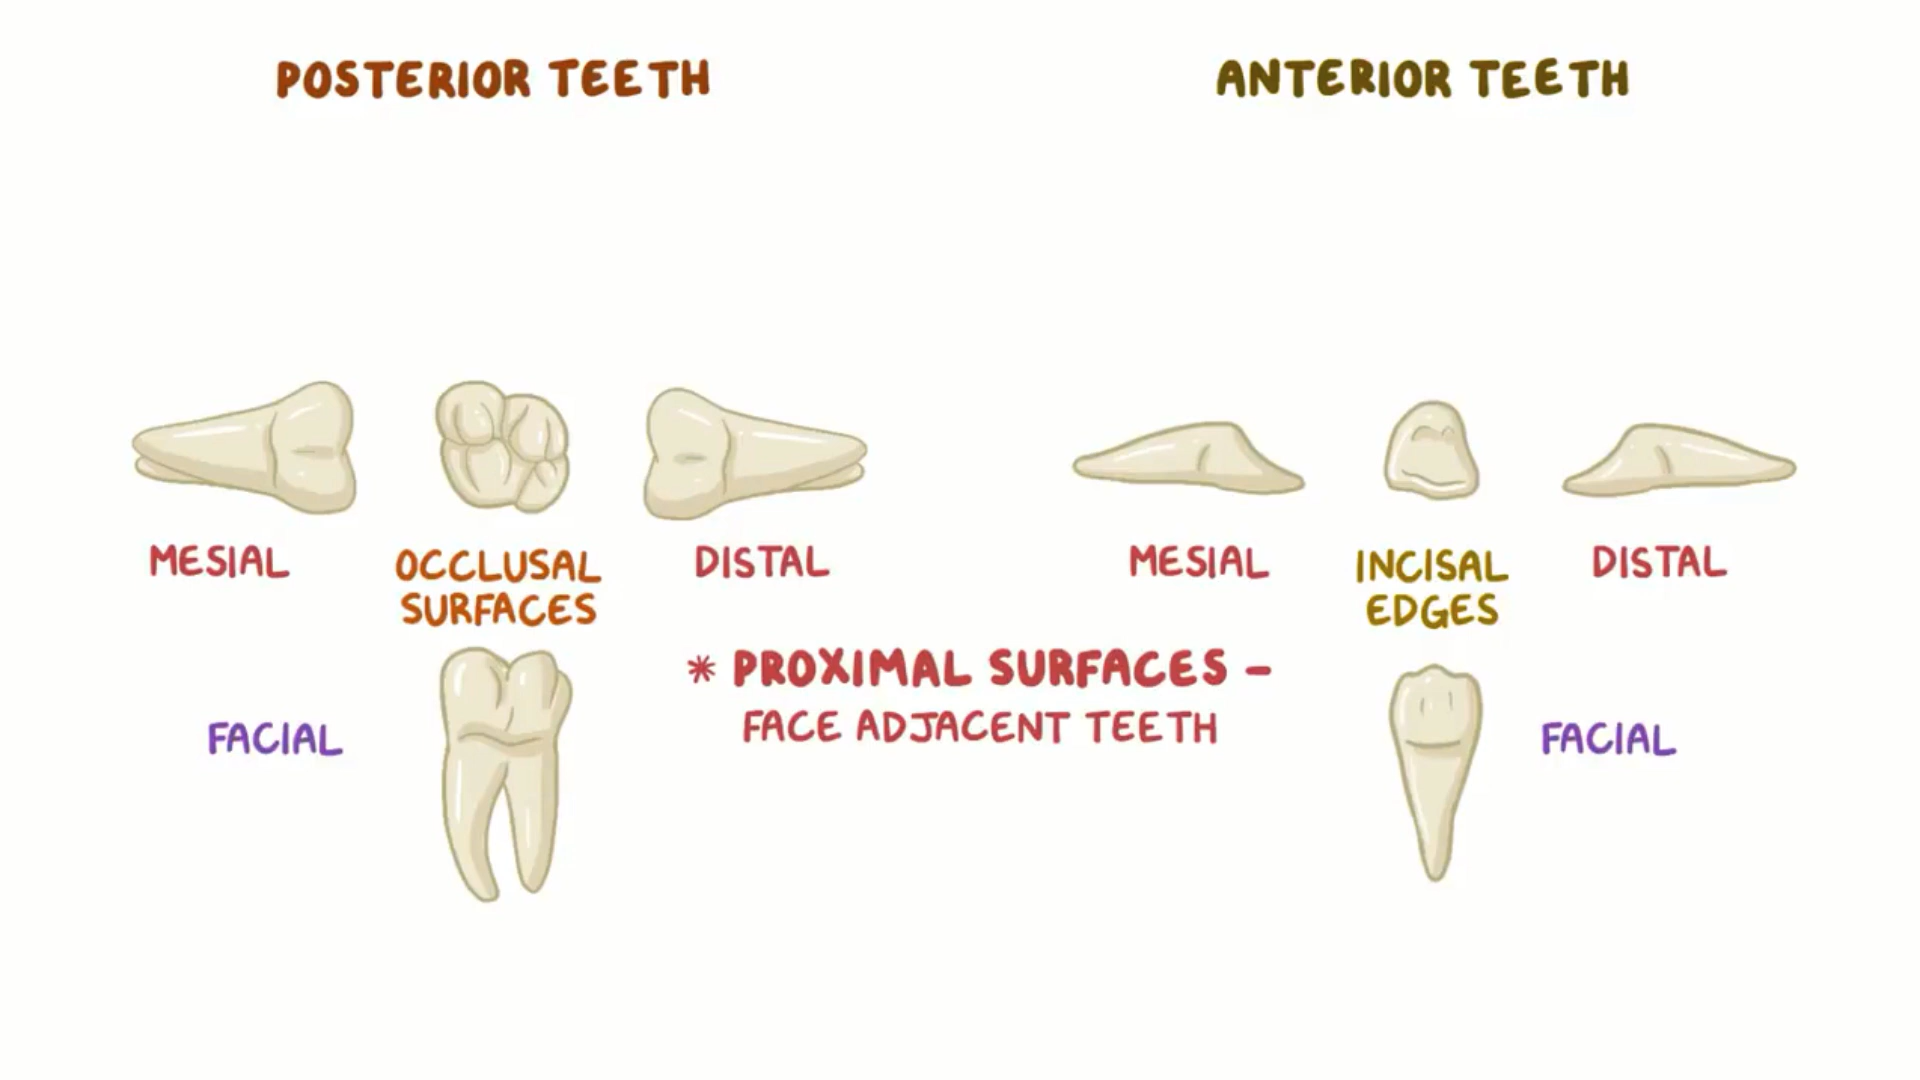 POSTERIOR TEETH
ANTERIOR TEETH
MESIAL
OCCLUSAL
SURFACES
DISTAL
MESIAL
INCISAL
EDGES
DISTAL
* PROXIMAL SURFACES –
FACE ADJACENT TEETH
FACIAL
FACIAL